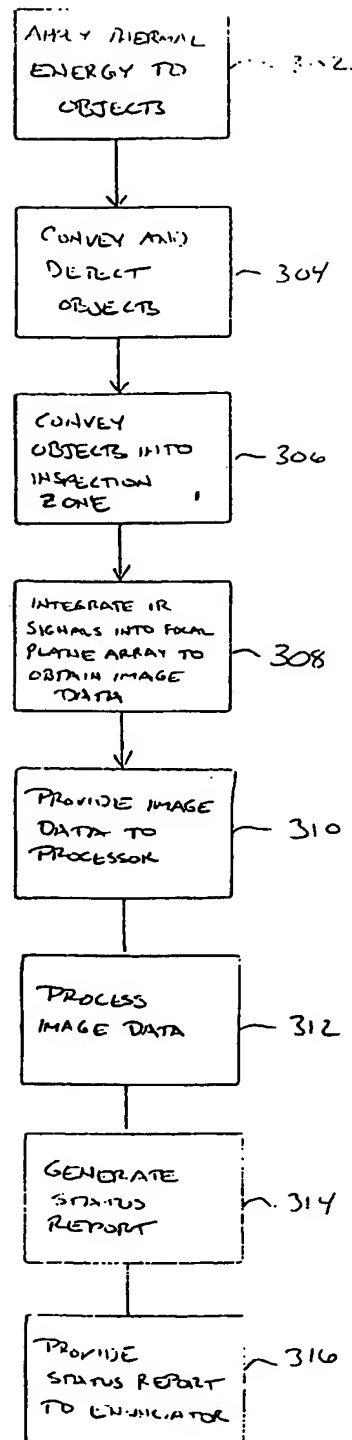 APPLY THERMAL
ENERGY TO
OBJECTS
CONVEY AND
DETECT
OBJECTS
304
CONVEY
OBJECTS INTO
INSPECTION
ZONE
306
INTEGRATE IR
SIGNALS INTO FOCAL
PLANE ARRAY TO
OBTAIN IMAGE
DATA
308
PROVIDE IMAGE
DATA TO
PROCESSOR
310
PROCESS
IMAGE DATA
312
GENERATE
STATUS
REPORT
314
PROVIDE
STATUS REPORT
TO ENUNCIATOR
316